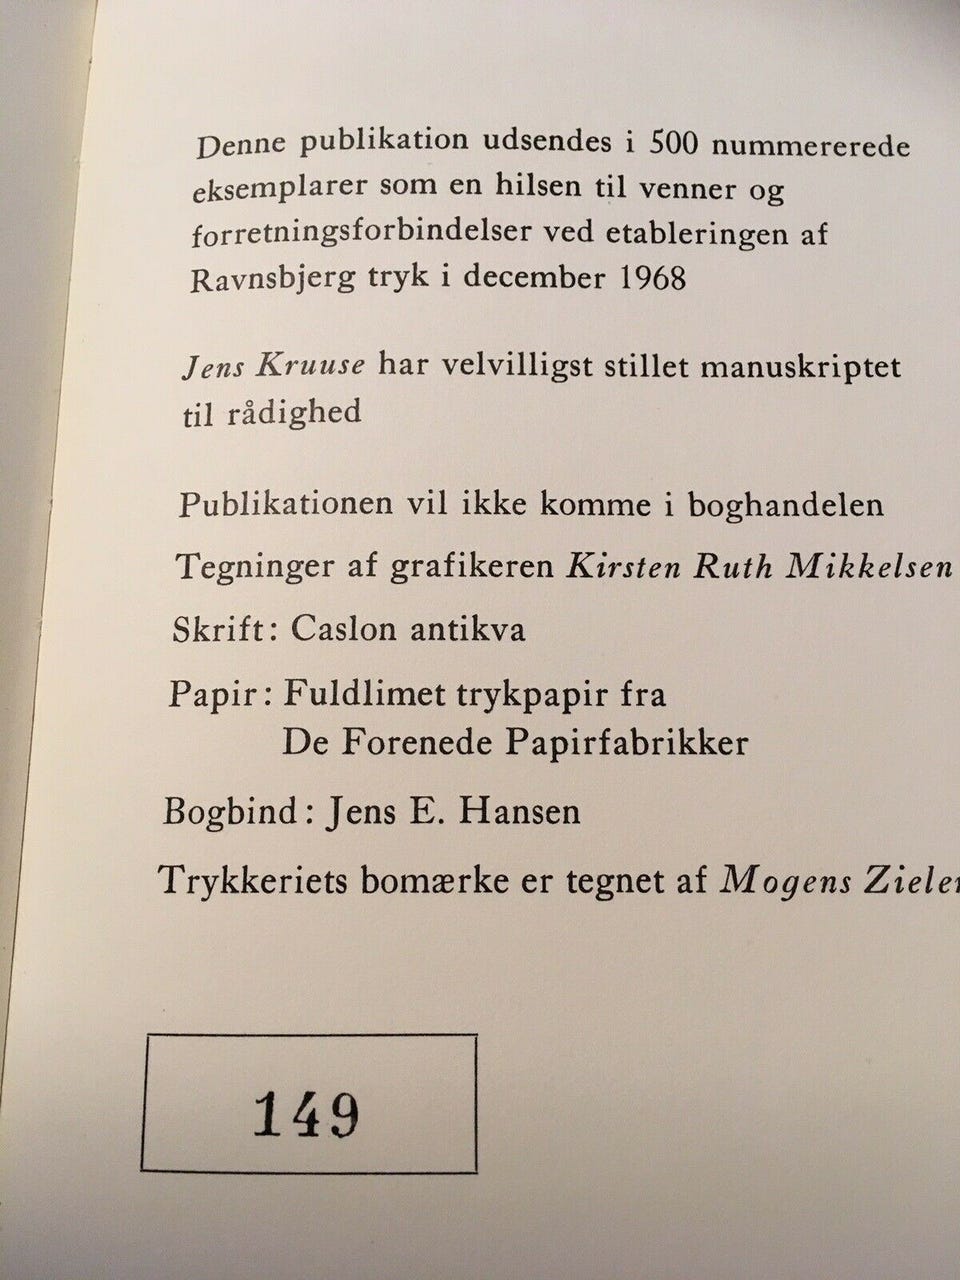 Denne publikation udsendes i 500 nummererede
eksemplarer som en hilsen til venner og
forretningsforbindelser ved etableringen af
Ravnsbjerg tryk i december 1968
Jens Kruuse har velvilligst stillet manuskriptet
til rådighed
Publikationen vil ikke komme i boghandelen
Tegninger af grafikeren Kirsten Ruth Mikkelsen
Skrift: Caslon antikva
Papir: Fuldlimet trykpapir fra
De Forenede Papirfabrikker
Bogbind: Jens E. Hansen
Trykkeriets bomærke er tegnet af Mogens
149